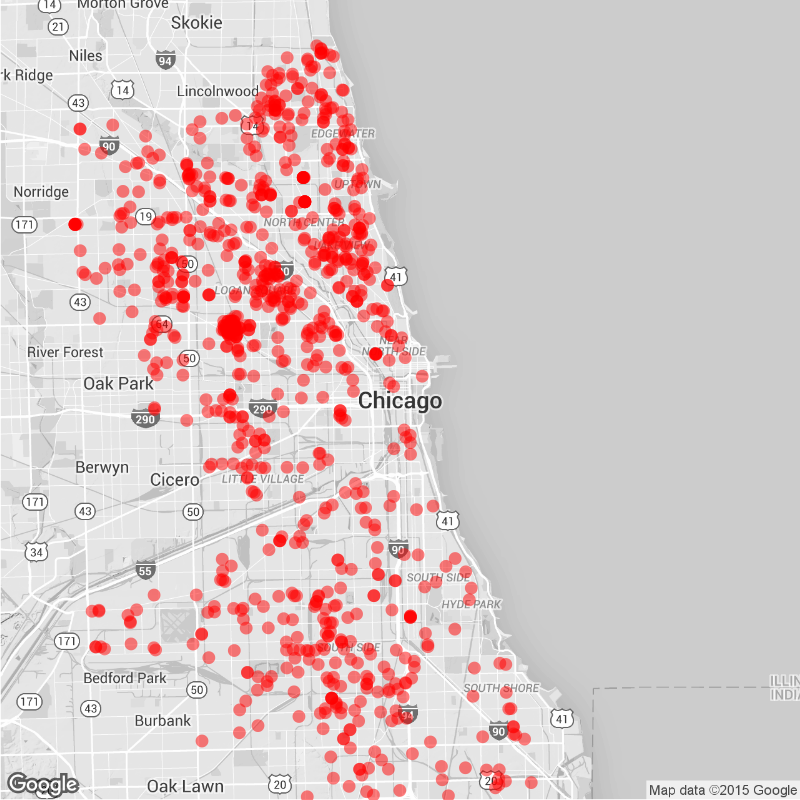 14
Morton Grove
21
Skokie
Niles
94
rk Ridge
14
Lincolnwood
43
14
EDGEWATER
90
UPTOWN
Norridge
171
19
NORTH CENTER
50
41
43
64
NEAR
NORTH SIDE
River Forest
50
Oak Park
Chicago
290
290
Berwyn
Cicero
LITTLE VILLAGE
171
43
50
41
34
90
55
SOUTH SIDE
HYDE PARK
171
SOUTH SIDE
Bedford Park
SOUTH SHORE
ILLIN
INDIA
50
171
43
94
41
Burbank
90
Google
Oak Lawn
20
20
Map data ©2015 Google